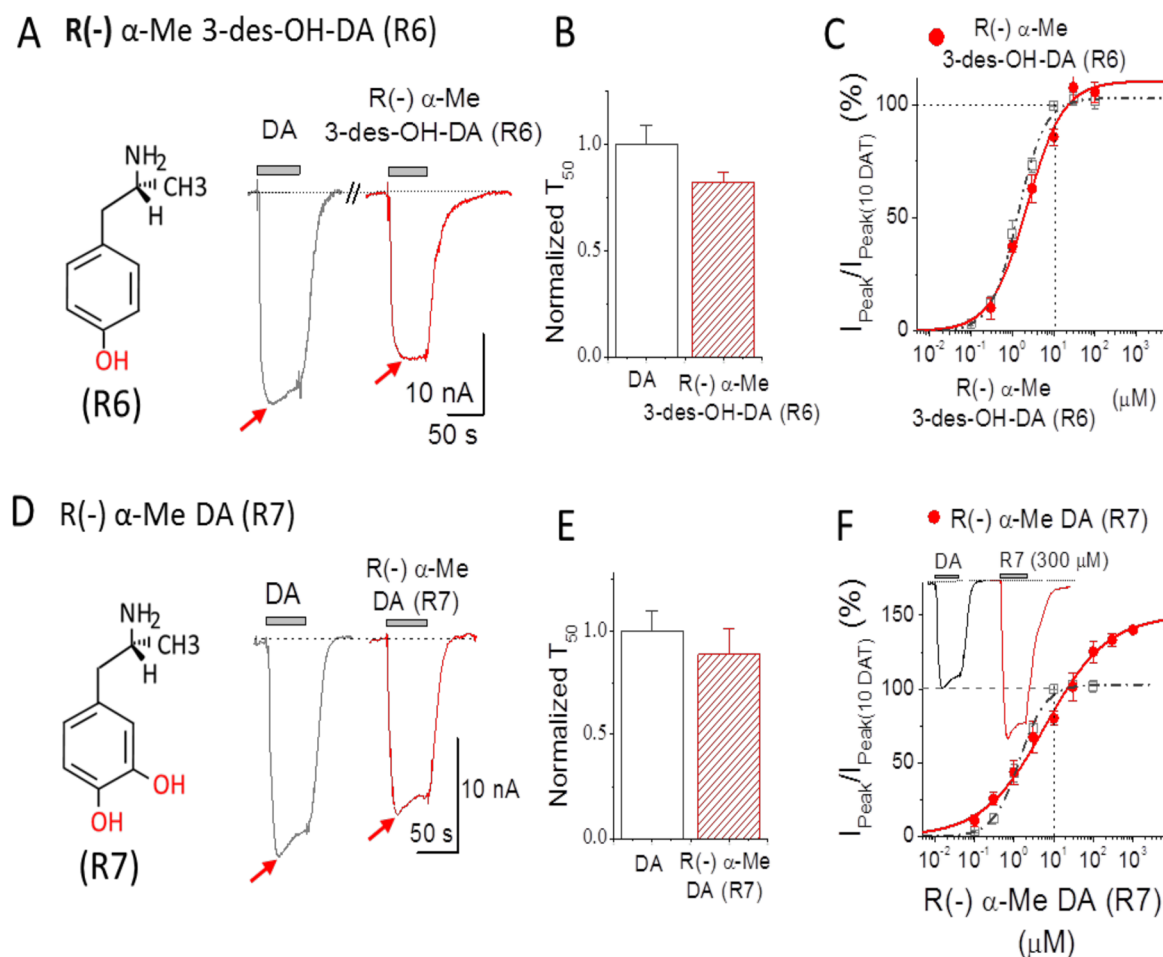 A R(-) α-Me 3-des-OH-DA (R6)
NH2
CH3
H
OH
(R6)
DA
R(-) α-Me
3-des-OH-DA (R6)
10 nA
50 s
B
Normalized T50
1.0
0.5
0.0
DA
R(-) α-Me
3-des-OH-DA (R6)
C
R(-) α-Me
3-des-OH-DA (R6)
IPeak/IPeak(10 DAT) (%)
100
50
0
10-2 10-1 100 101 102 103
R(-) α-Me
3-des-OH-DA (R6)
(μM)
D R(-) α-Me DA (R7)
NH2
CH3
H
OH
OH
(R7)
DA
R(-) α-Me
DA (R7)
10 nA
50 s
E
Normalized T50
1.0
0.5
0.0
DA
R(-) α-Me
DA (R7)
F
R(-) α-Me DA (R7)
DA
R7 (300 μM)
IPeak/IPeak(10 DAT) (%)
150
100
50
0
10-2 10-1 100 101 102 103
R(-) α-Me DA (R7)
(μM)